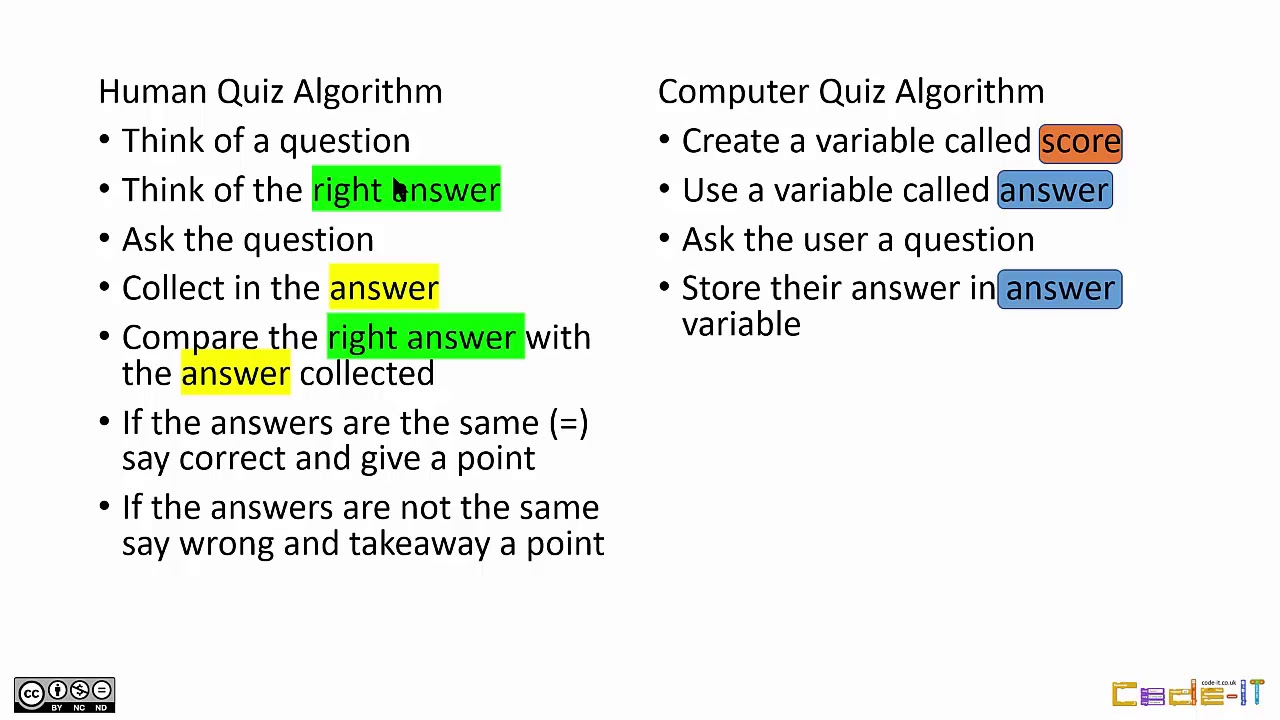 Human Quiz Algorithm
• Think of a question
• Think of the right answer
• Ask the question
• Collect in the answer
• Compare the right answer with
the answer collected
• If the answers are the same (=)
say correct and give a point
• If the answers are not the same
say wrong and takeaway a point
Computer Quiz Algorithm
• Create a variable called score
• Use a variable called answer
• Ask the user a question
• Store their answer in answer
variable
cc
BY NC ND
code-it.co.uk
Code-IT